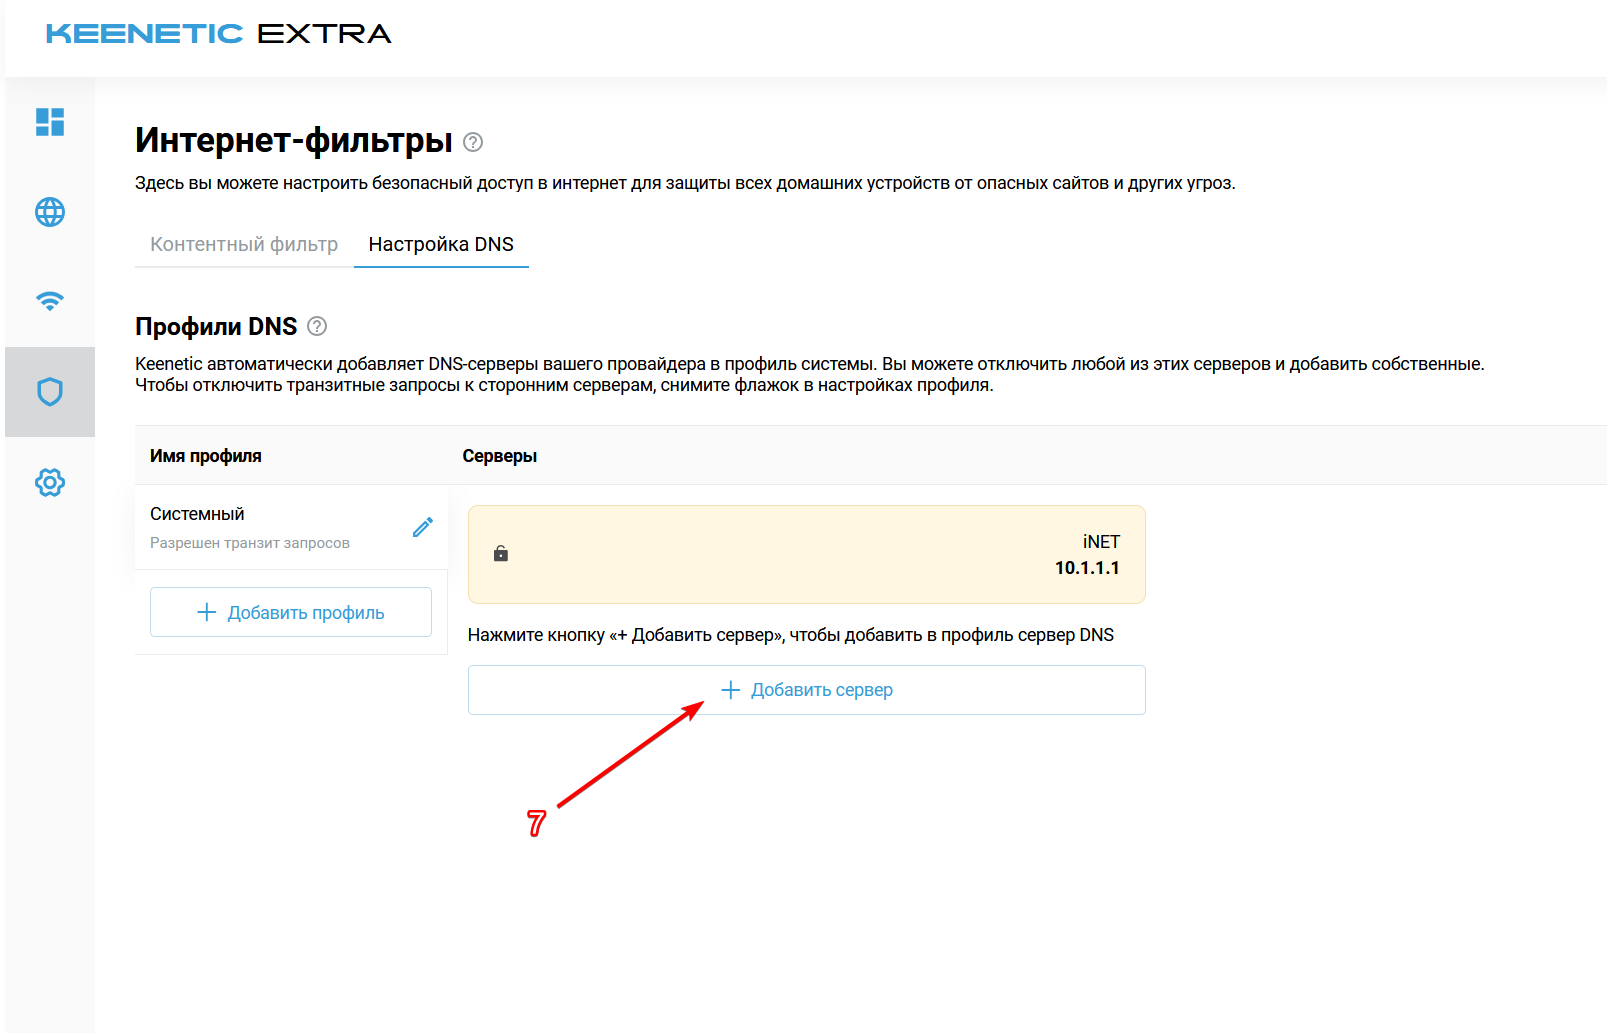 KEENETIC EXTRA
Интернет-фильтры ?
Здесь вы можете настроить безопасный доступ в интернет для защиты всех домашних устройств от опасных сайтов и других угроз.
Контентный фильтр Настройка DNS
Профили DNS ?
Keenetic автоматически добавляет DNS-серверы вашего провайдера в профиль системы. Вы можете отключить любой из этих серверов и добавить собственные.
Чтобы отключить транзитные запросы к сторонним серверам, снимите флажок в настройках профиля.
Имя профиля Серверы
Системный
Разрешен транзит запросов
+ Добавить профиль
iNET
10.1.1.1
Нажмите кнопку «+ Добавить сервер», чтобы добавить в профиль сервер DNS
+ Добавить сервер
7